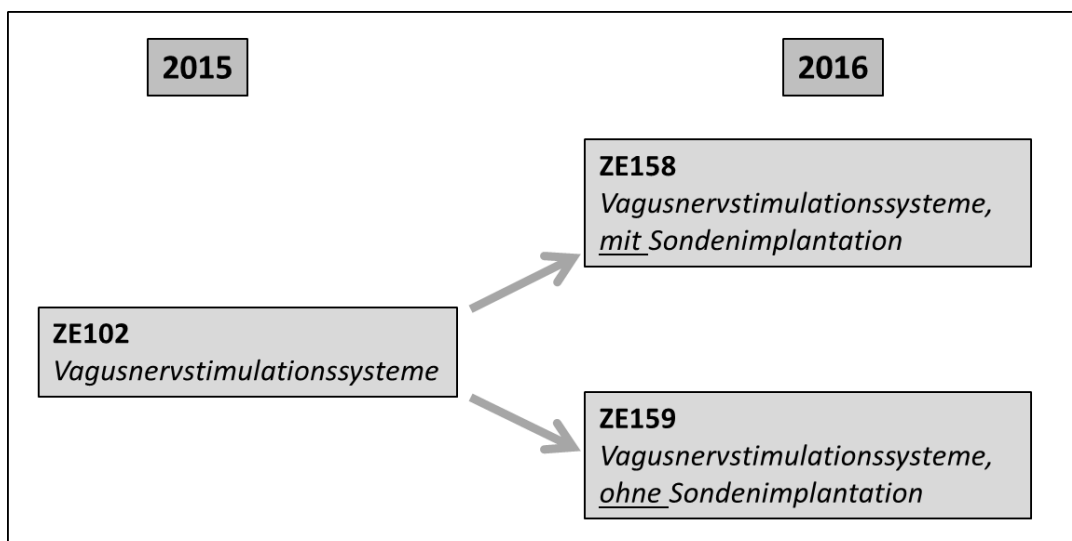 2015
2016
ZE158
Vagusnervstimulationssysteme,
mit Sondenimplantation
ZE102
Vagusnervstimulationssysteme
ZE159
Vagusnervstimulationssysteme,
ohne Sondenimplantation